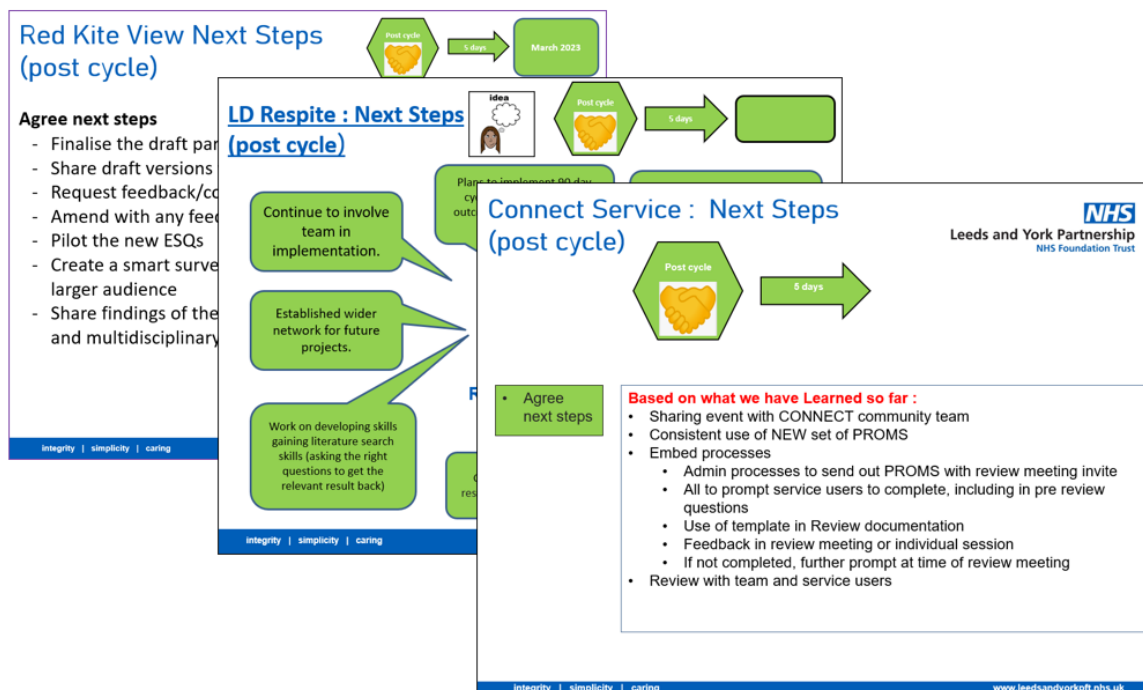 Red Kite View Next Steps
(post cycle)
Post cycle
5 days
March 2023
Agree next steps
- Finalise the draft
- Share draft versions
- Request
- Amend with any
- Pilot the new ESQs
- Create a smart
larger audience
- Share findings of the
and multidisciplinary
integrity | simplicity | caring
LD Respite : Next Steps
(post cycle)
idea
Post cycle
5 days
Plans to implement 90 day
Continue to involve
team in
implementation.
Established wider
network for future
projects.
Work on developing skills
gaining literature search
skills (asking the right
questions to get the
relevant result back)
integrity | simplicity | caring
Connect Service : Next Steps
(post cycle)
NHS
Leeds and York Partnership
NHS Foundation Trust
Post cycle
5 days
• Agree
next steps
Based on what we have Learned so far :
• Sharing event with CONNECT community team
• Consistent use of NEW set of PROMS
• Embed processes
• Admin processes to send out PROMS with review meeting invite
• All to prompt service users to complete, including in pre review
questions
• Use of template in Review documentation
• Feedback in review meeting or individual session
• If not completed, further prompt at time of review meeting
• Review with team and service users
integrity | simplicity | caring
www.leedsandyorkpft.nhs.uk